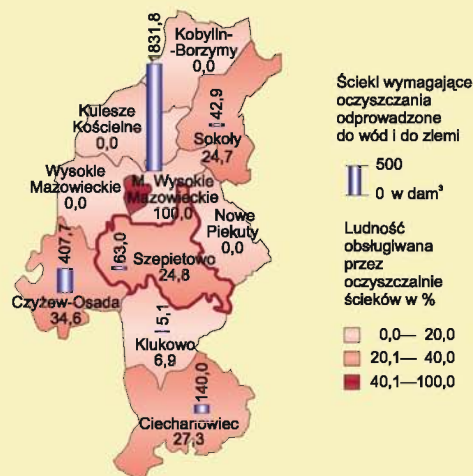 Kobylin-
-Borzymy
0,0
1831,8
42,9
Sokoły
24,7
Kulesze
Kościelne
0,0
Wysokie
Mazowieckie
0,0
M. Wysokie
Mazowieckie
100,0
Nowe
Piekuty
0,0
407,7
Czyżew-Osada
34,6
63,0
Szepietowo
24,8
5,1
Klukowo
6,9
140,0
Ciechanowiec
27,3
Ścieki wymagające
oczyszczania
odprowadzone
do wód i do ziemi
500
0 w dam³
Ludność
obsługiwana
przez
oczyszczalnie
ścieków w %
0,0—20,0
20,1—40,0
40,1—100,0